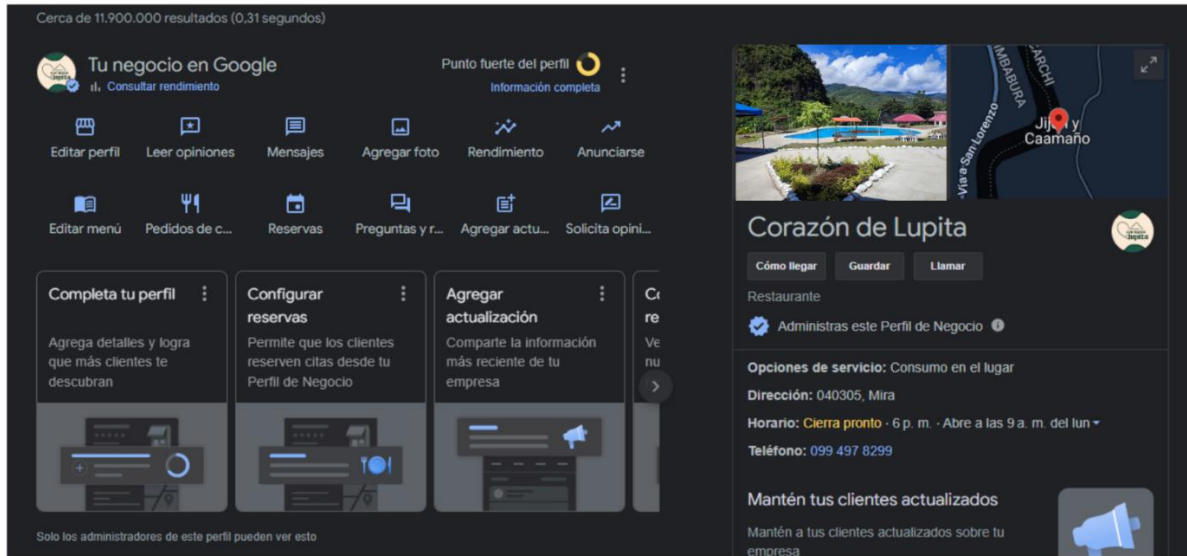 Cerca de 11.900.000 resultados (0,31 segundos)
Tu negocio en Google
Consultar rendimiento
Punto fuerte del perfil
Información completa
Editar perfil
Leer opiniones
Mensajes
Agregar foto
Rendimiento
Anunciarse
Editar menú
Pedidos de c...
Reservas
Preguntas y r...
Agregar actu...
Solicita opini...
Completa tu perfil
Agrega detalles y logra
que más clientes te
descubran
Configurar
reservas
Permite que los clientes
reserven citas desde tu
Perfil de Negocio
Agregar
actualización
Comparte la información
más reciente de tu
empresa
Solo los administradores de este perfil pueden ver esto
IMBABURA
CARCHI
Vía a San Lorenzo
Jijón y
Caamaño
Corazón de Lupita
Cómo llegar
Guardar
Llamar
Restaurante
Administras este Perfil de Negocio
Opciones de servicio: Consumo en el lugar
Dirección: 040305, Mira
Horario: Cierra pronto · 6 p. m. · Abre a las 9 a. m. del lun
Teléfono: 099 497 8299
Mantén tus clientes actualizados
Mantén a tus clientes actualizados sobre tu
empresa